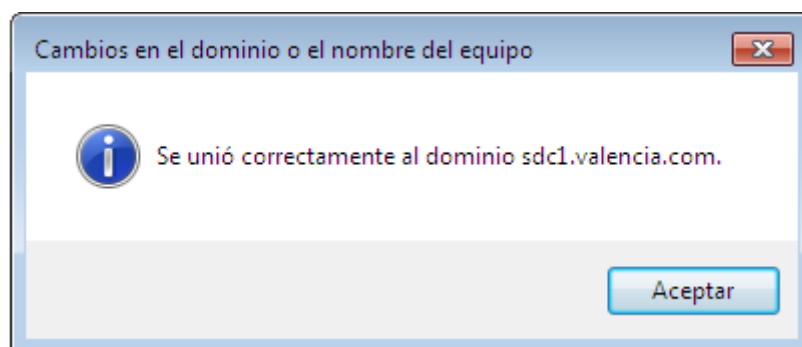 Cambios en el dominio o el nombre del equipo
Se unió correctamente al dominio sdc1.valencia.com.
Aceptar